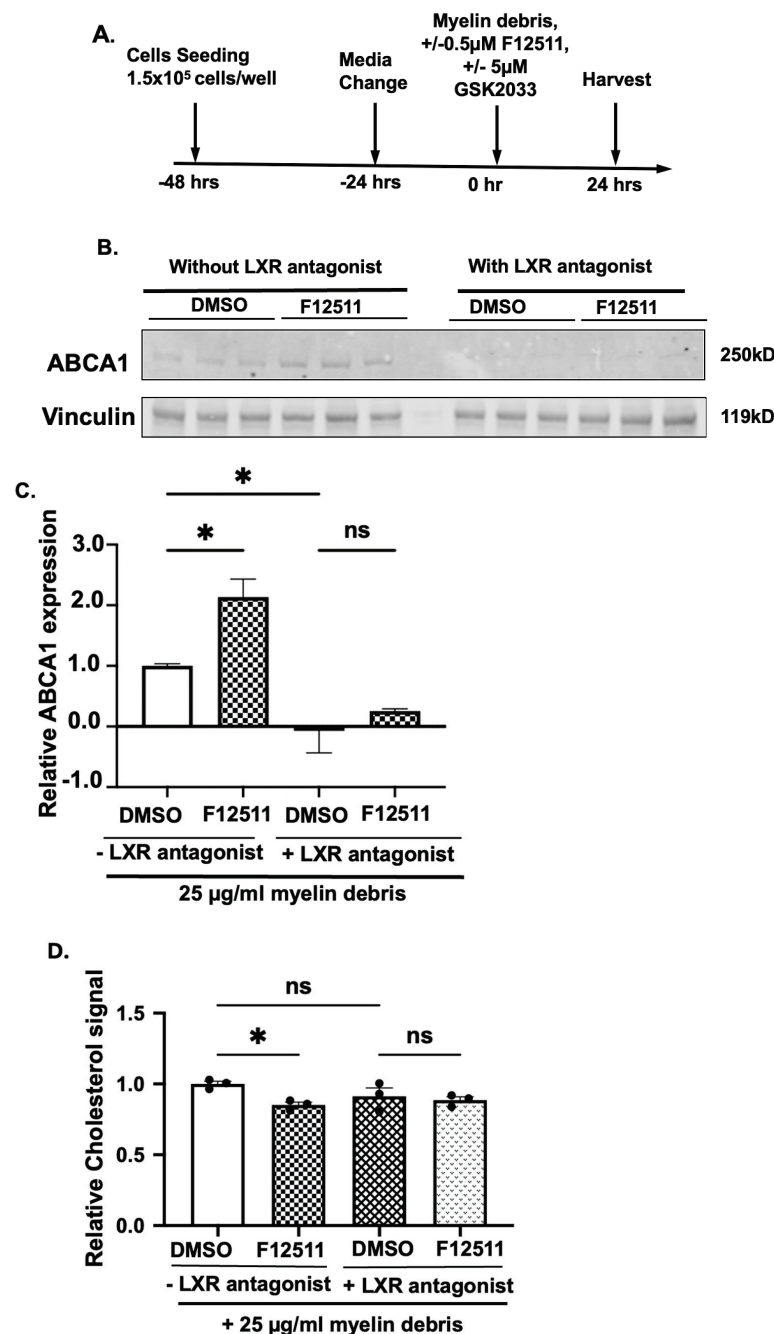 A.
Cells Seeding
1.5x10⁵ cells/well
Media
Change
Myelin debris,
+/-0.5µM F12511,
+/- 5µM
GSK2033
Harvest
-48 hrs
-24 hrs
0 hr
24 hrs
B.
Without LXR antagonist
With LXR antagonist
DMSO
F12511
DMSO
F12511
ABCA1
250kD
Vinculin
119kD
C.
Relative ABCA1 expression
3.0
2.0
1.0
0.0
-1.0
*
*
ns
DMSO
F12511
DMSO
F12511
- LXR antagonist
+ LXR antagonist
25 µg/ml myelin debris
D.
Relative Cholesterol signal
1.5
1.0
0.5
0.0
ns
*
ns
DMSO
F12511
DMSO
F12511
- LXR antagonist
+ LXR antagonist
+ 25 µg/ml myelin debris